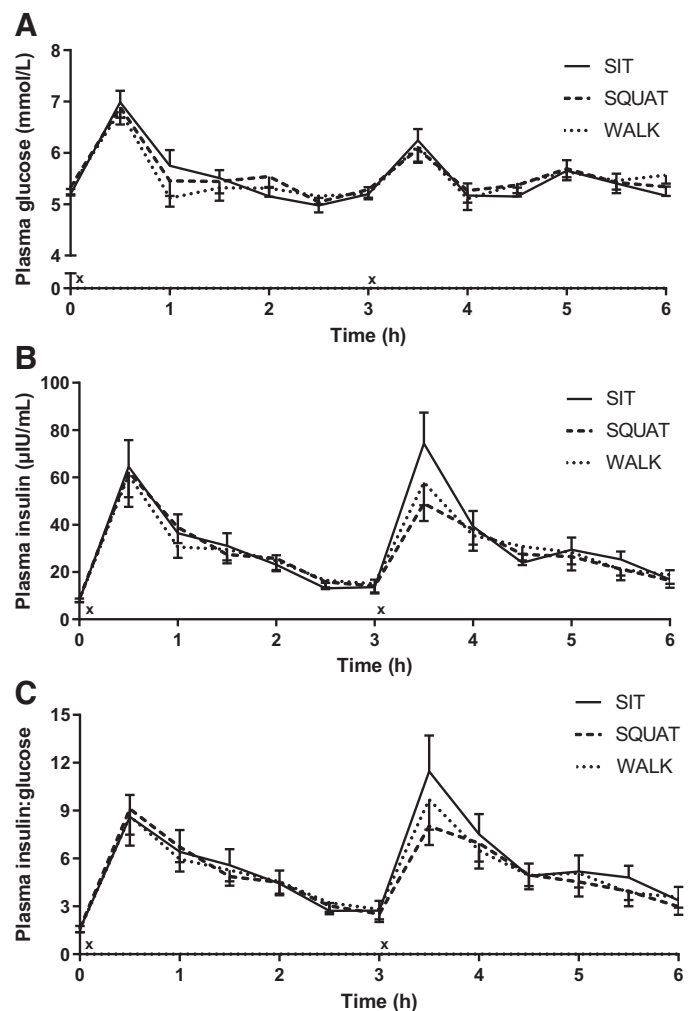 A
Plasma glucose (mmol/L)
8
7
6
5
4
0
SIT
SQUAT
WALK
x x
0 1 2 3 4 5 6
Time (h)
B
Plasma insulin (µIU/mL)
100
80
60
40
20
0
SIT
SQUAT
WALK
x x
0 1 2 3 4 5 6
Time (h)
C
Plasma insulin:glucose
15
12
9
6
3
0
SIT
SQUAT
WALK
x x
0 1 2 3 4 5 6
Time (h)